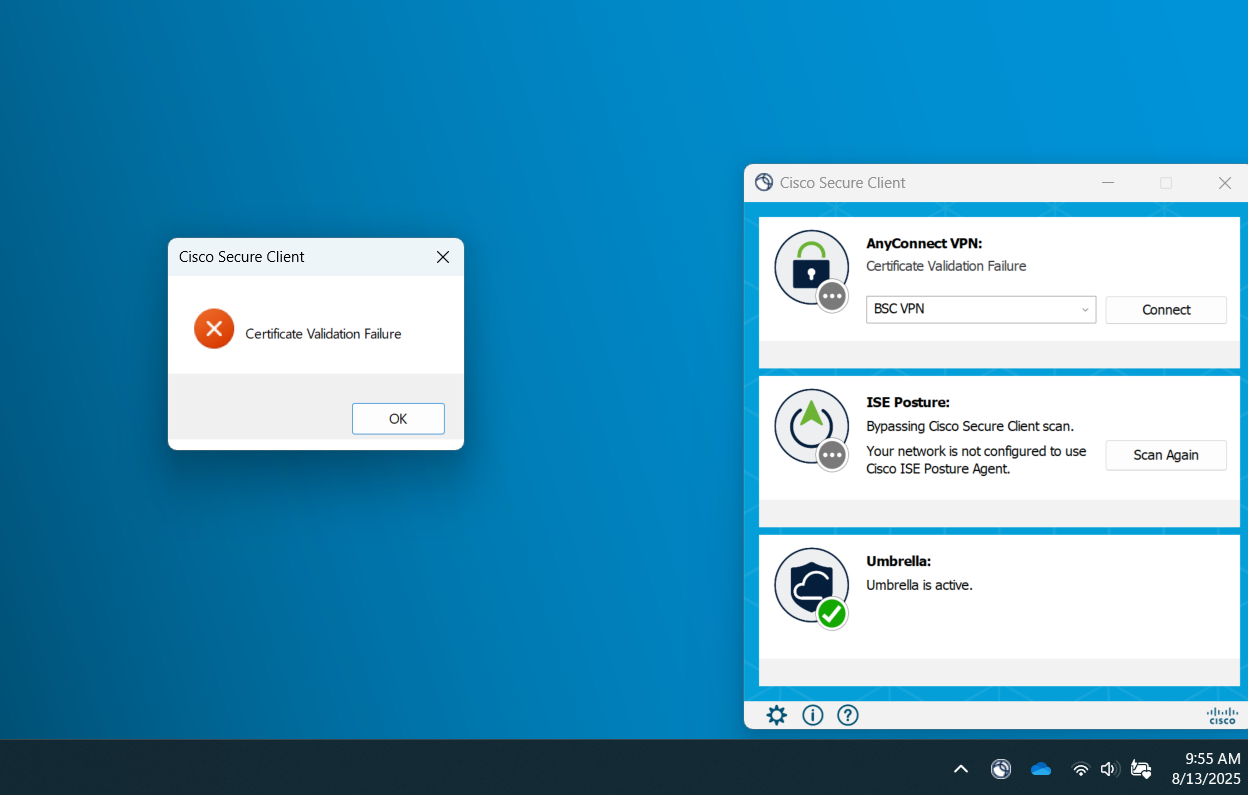 Cisco Secure Client
Certificate Validation Failure
OK
Cisco Secure Client
AnyConnect VPN:
Certificate Validation Failure
BSC VPN
Connect
ISE Posture:
Bypassing Cisco Secure Client scan.
Your network is not configured to use
Cisco ISE Posture Agent.
Scan Again
Umbrella:
Umbrella is active.
CISCO
9:55 AM
8/13/2025